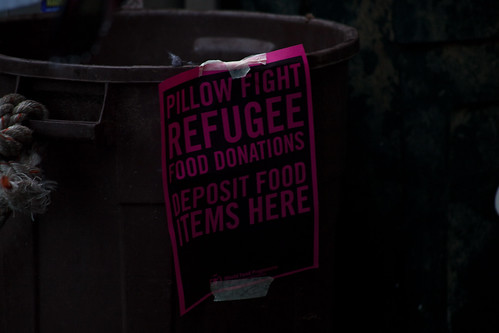 PILLOW FIGHT
REFUGEE
FOOD DONATIONS
DEPOSIT FOOD
ITEMS HERE